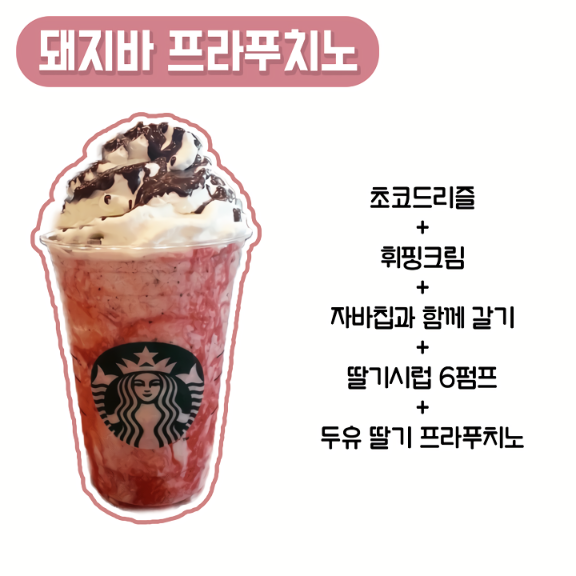 돼지바 프라푸치노
초코드리즐
+
휘핑크림
+
자바칩과 함께 갈기
+
딸기시럽 6펌프
+
두유 딸기 프라푸치노